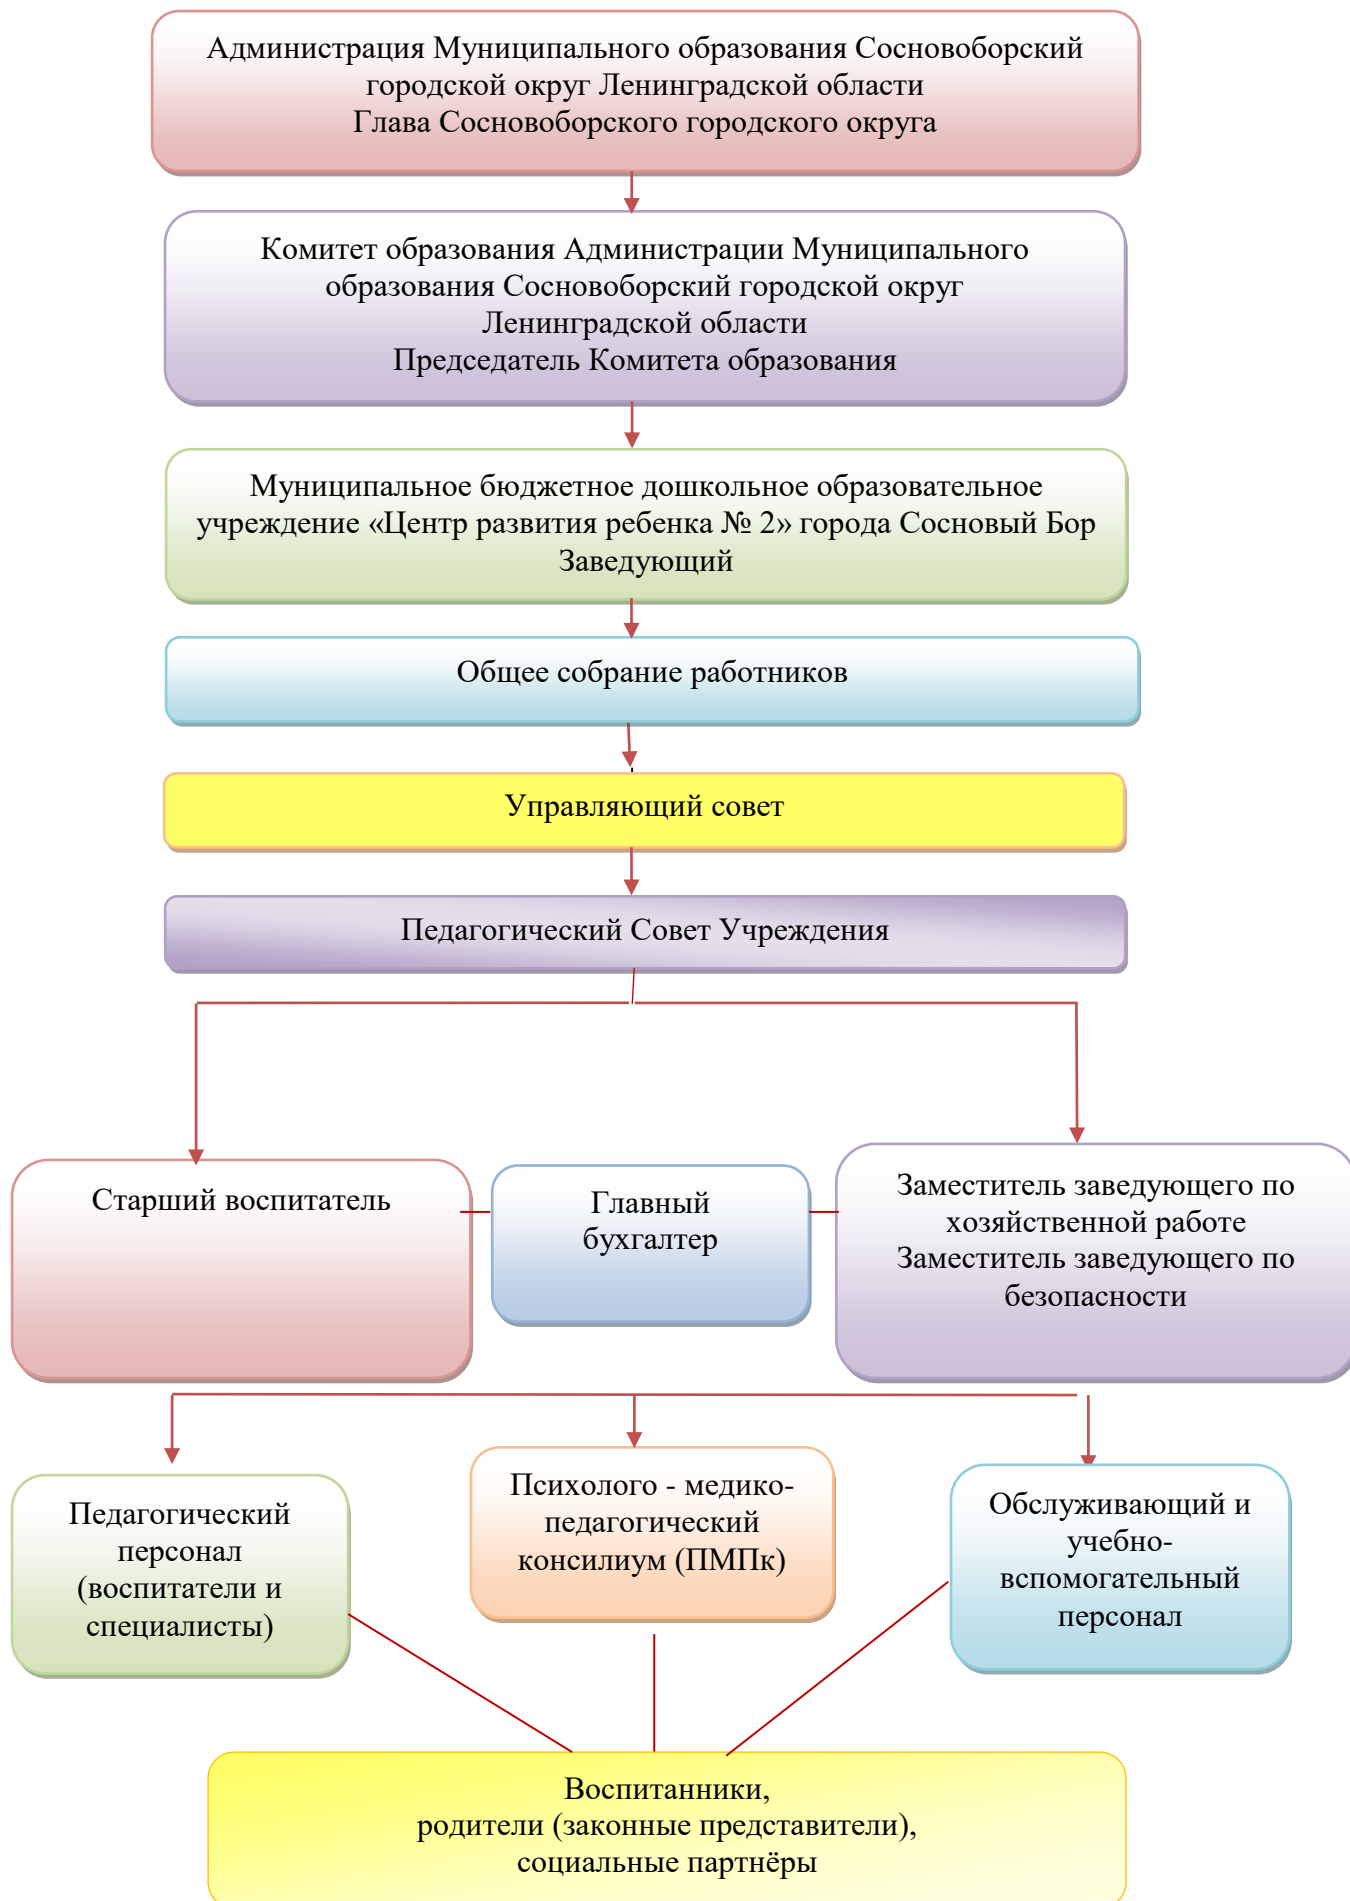 Администрация Муниципального образования Сосновоборский
городской округ Ленинградской области
Глава Сосновоборского городского округа
Комитет образования Администрации Муниципального
образования Сосновоборский городской округ
Ленинградской области
Председатель Комитета образования
Муниципальное бюджетное дошкольное образовательное
учреждение «Центр развития ребенка № 2» города Сосновый Бор
Заведующий
Общее собрание работников
Управляющий совет
Педагогический Совет Учреждения
Старший воспитатель
Главный
бухгалтер
Заместитель заведующего по
хозяйственной работе
Заместитель заведующего по
безопасности
Педагогический
персонал
(воспитатели и
специалисты)
Психолого - медико-
педагогический
консилиум (ПМПк)
Обслуживающий и
учебно-
вспомогательный
персонал
Воспитанники,
родители (законные представители),
социальные партнёры